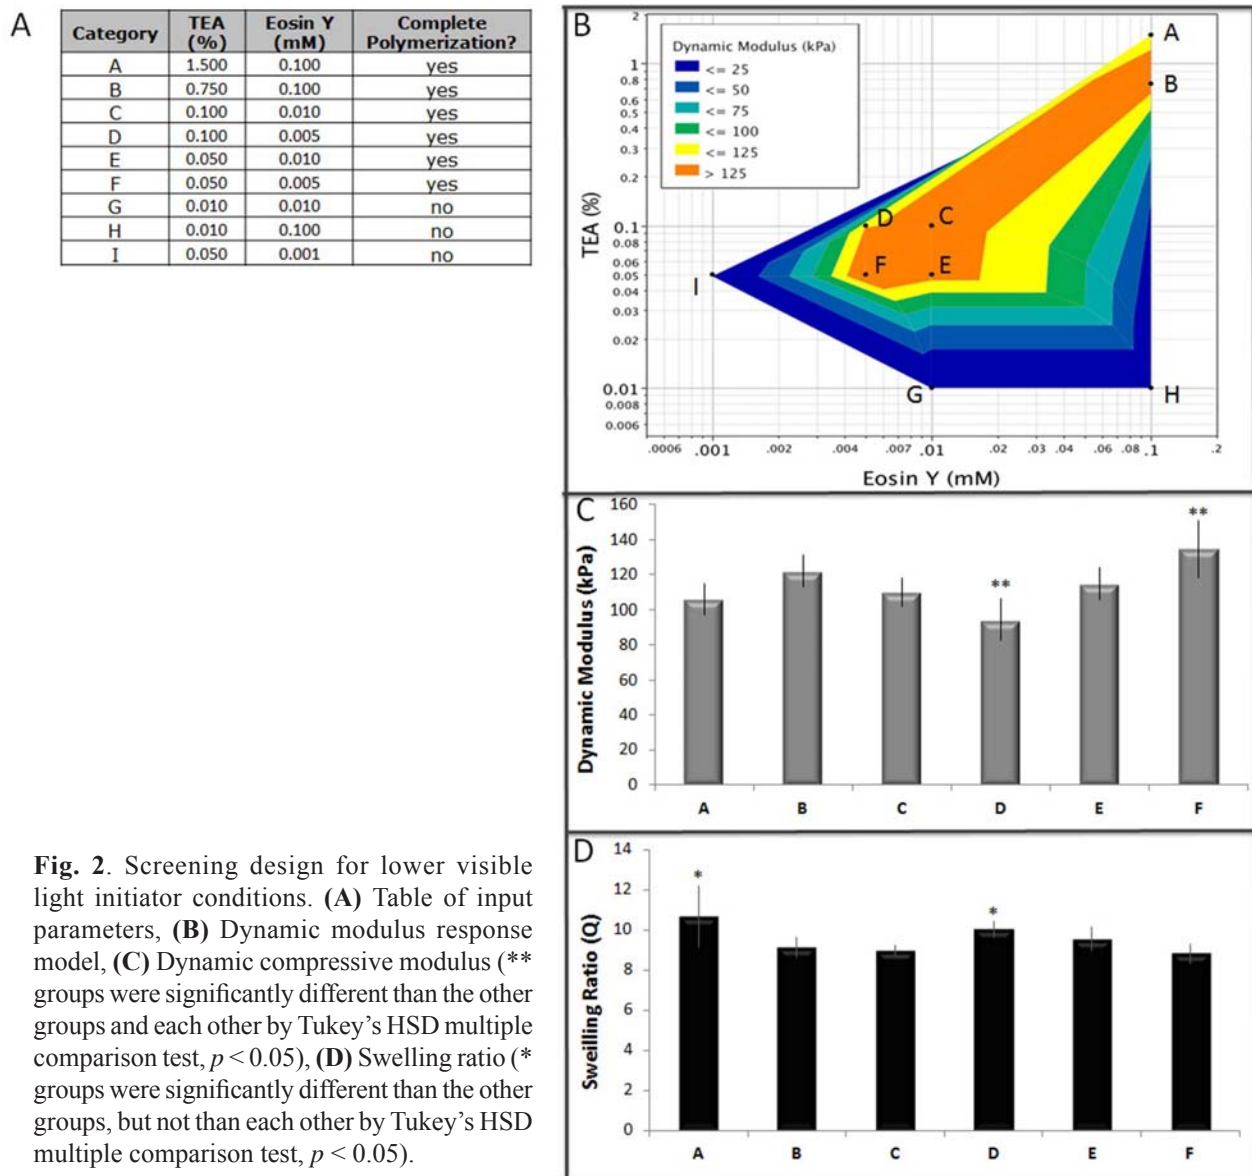 A
Category TEA (%) Eosin Y (mM) Complete Polymerization?
A 1.500 0.100 yes
B 0.750 0.100 yes
C 0.100 0.010 yes
D 0.100 0.005 yes
E 0.050 0.010 yes
F 0.050 0.005 yes
G 0.010 0.010 no
H 0.010 0.100 no
I 0.050 0.001 no
B
Dynamic Modulus (kPa)
<= 25
<= 50
<= 75
<= 100
<= 125
> 125
TEA (%)
2
1
0.8
0.6
0.5
0.4
0.3
0.2
0.1
0.08
0.06
0.05
0.04
0.03
0.02
0.01
0.008
0.006
A
B
C
D
E
F
G
H
I
.0006 .001 .002 .004 .006 .01 .02 .03 .04 .06 .08 .1 .2
Eosin Y (mM)
C
Dynamic Modulus (kPa)
160
140
120
100
80
60
40
20
0
**
**
A B C D E F
D
Sweilling Ratio (Q)
14
12
10
8
6
4
2
0
*
*
A B C D E F
Fig. 2. Screening design for lower visible
light initiator conditions. (A) Table of input
parameters, (B) Dynamic modulus response
model, (C) Dynamic compressive modulus (**
groups were significantly different than the other
groups and each other by Tukey's HSD multiple
comparison test, p < 0.05), (D) Swelling ratio (*
groups were significantly different than the other
groups, but not than each other by Tukey's HSD
multiple comparison test, p < 0.05).